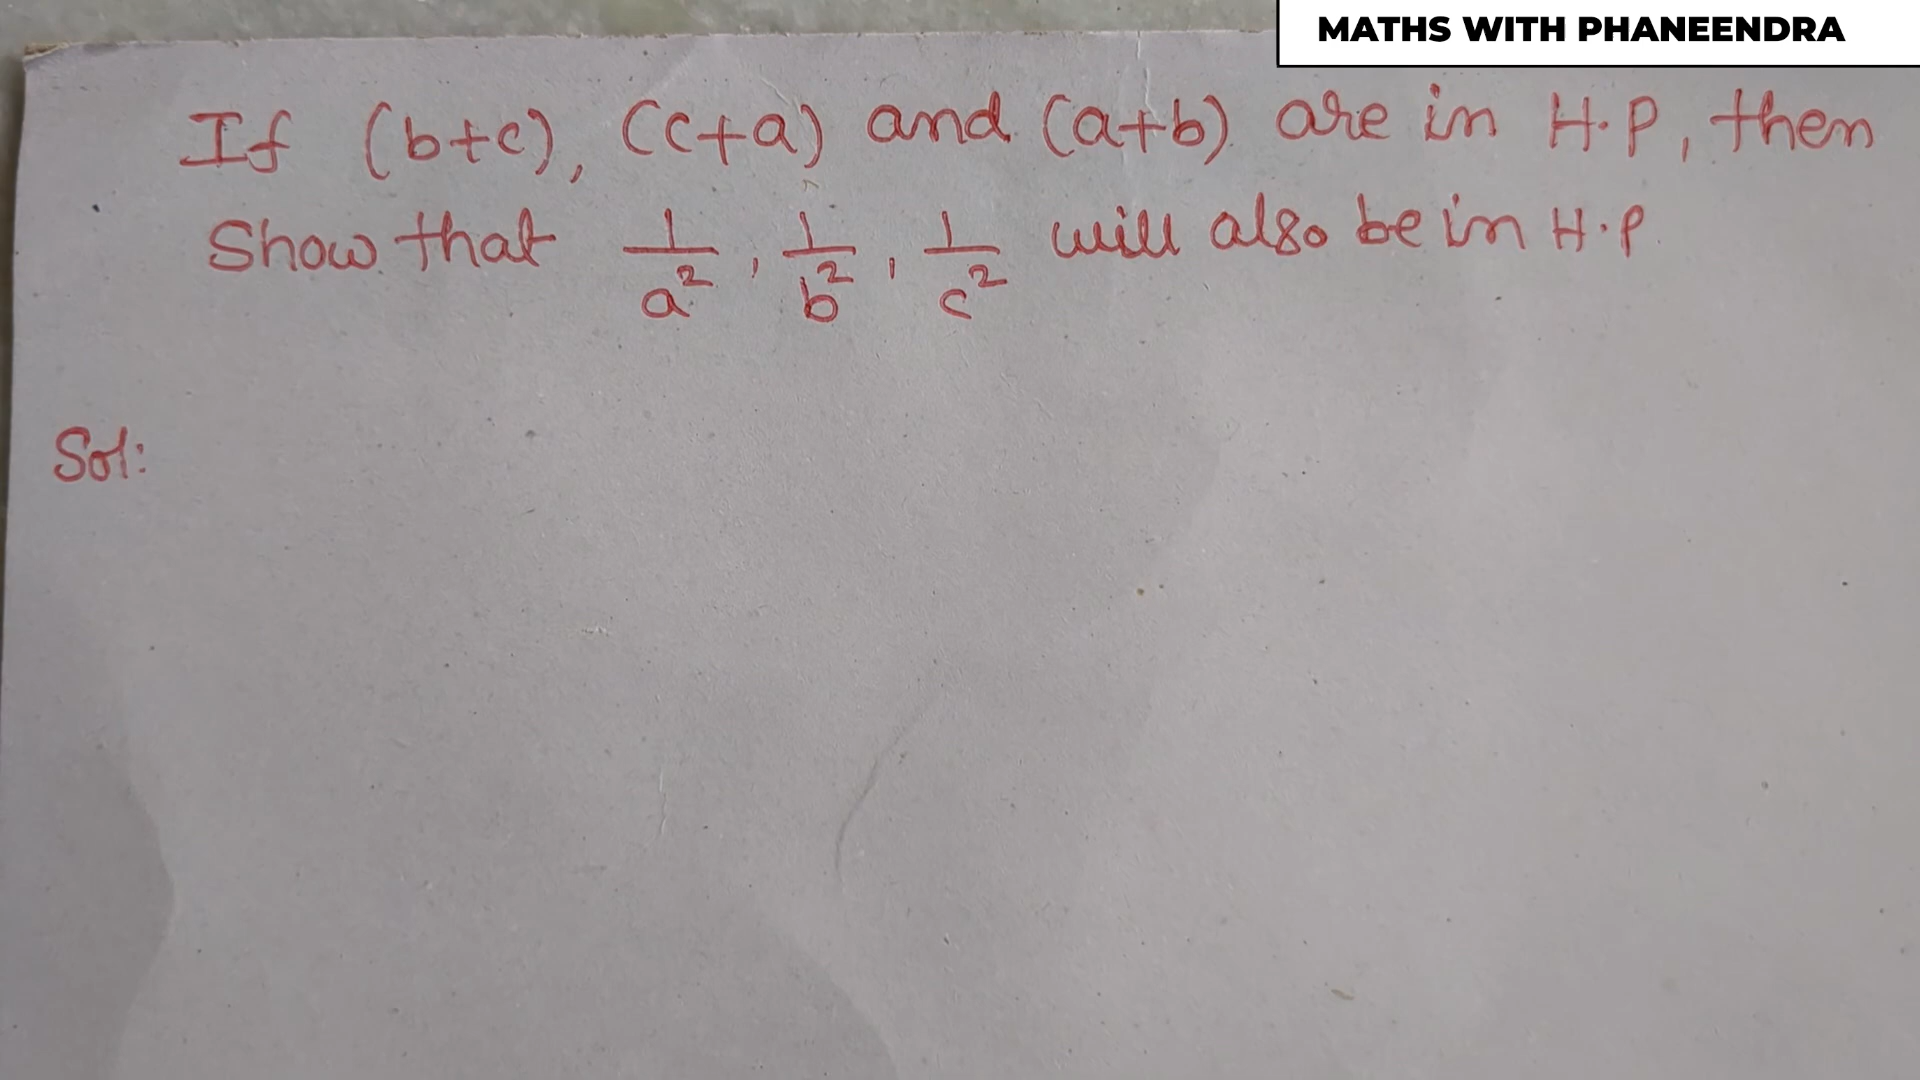 MATHS WITH PHANEENDRA
If (b+c), (c+a) and (a+b) are in H.P, then
Show that 1/a², 1/b², 1/c² will also be in H.P
Sol: